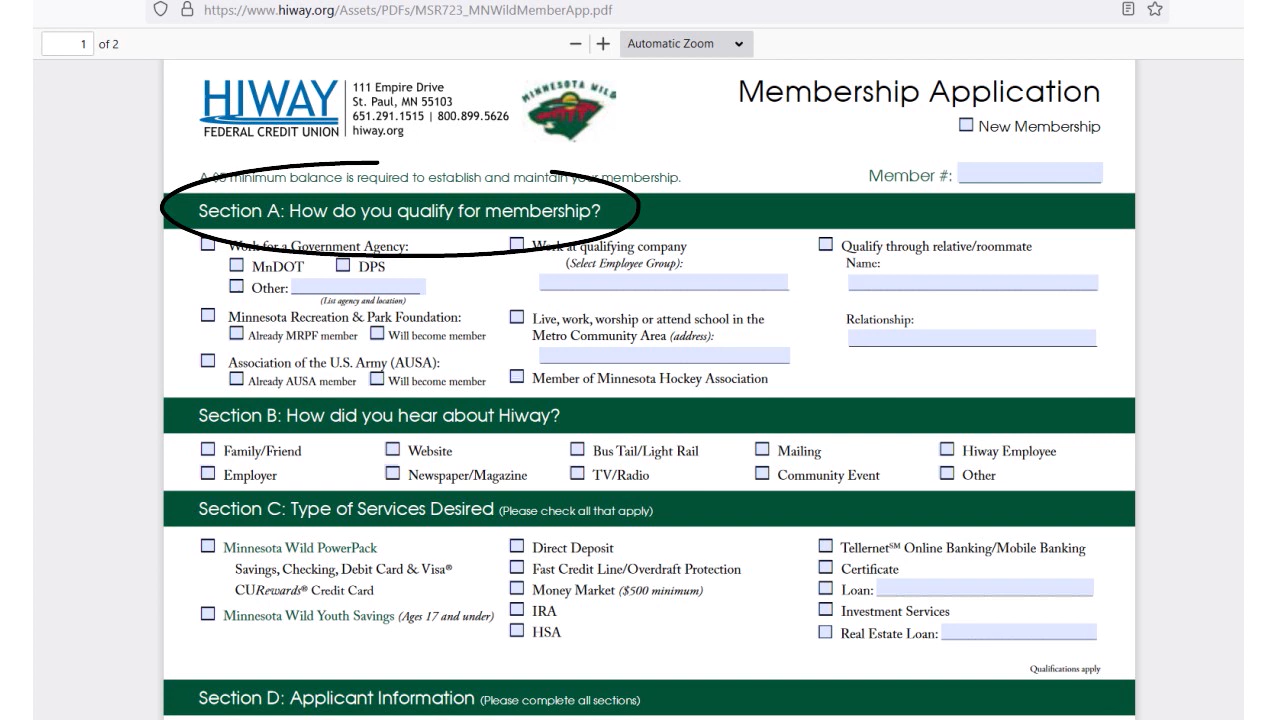 https://www.hiway.org/Assets/PDFs/MSR723_MNWildMemberApp.pdf
1 of 2
Automatic Zoom
HIWAY
FEDERAL CREDIT UNION
111 Empire Drive
St. Paul, MN 55103
651.291.1515 | 800.899.5626
hiway.org
MINNESOTA WILD
Membership Application
New Membership
A $5 minimum balance is required to establish and maintain your membership.
Member #:
Section A: How do you qualify for membership?
Work for a Government Agency:
MnDOT DPS
Other:
(List agency and location)
Minnesota Recreation & Park Foundation:
Already MRPF member Will become member
Association of the U.S. Army (AUSA):
Already AUSA member Will become member
Work at qualifying company
(Select Employee Group):
Live, work, worship or attend school in the
Metro Community Area (address):
Member of Minnesota Hockey Association
Qualify through relative/roommate
Name:
Relationship:
Section B: How did you hear about Hiway?
Family/Friend Website Bus Tail/Light Rail Mailing Hiway Employee
Employer Newspaper/Magazine TV/Radio Community Event Other
Section C: Type of Services Desired (Please check all that apply)
Minnesota Wild PowerPack
Savings, Checking, Debit Card & Visa®
CURewards® Credit Card
Minnesota Wild Youth Savings (Ages 17 and under)
Direct Deposit
Fast Credit Line/Overdraft Protection
Money Market ($500 minimum)
IRA
HSA
Tellernet℠ Online Banking/Mobile Banking
Certificate
Loan:
Investment Services
Real Estate Loan:
Qualifications apply
Section D: Applicant Information (Please complete all sections)